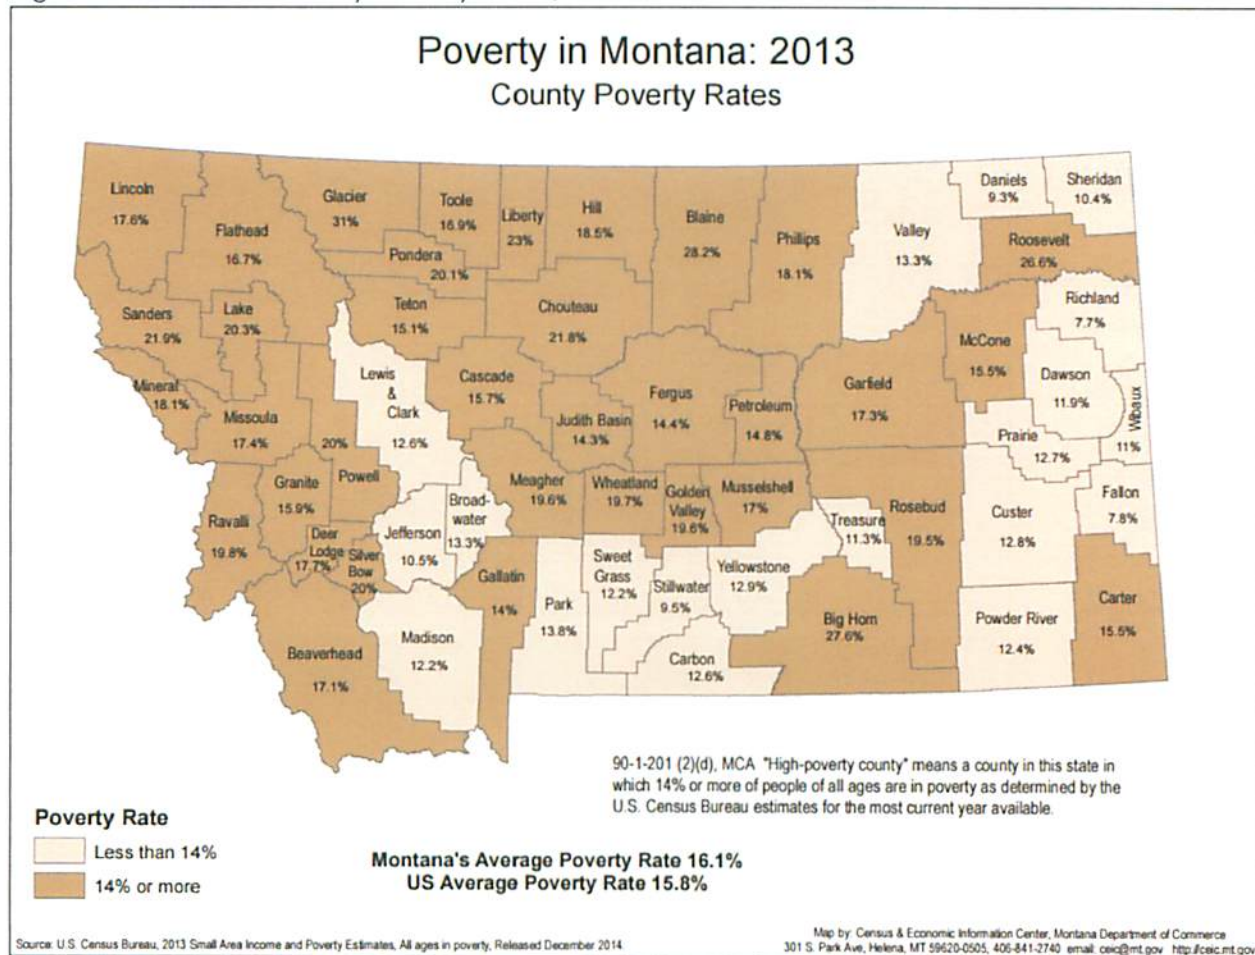 Poverty in Montana: 2013
County Poverty Rates
Lincoln
17.6%
Flathead
16.7%
Glacier
31%
Toole
16.9%
Liberty
23%
Hill
18.5%
Blaine
28.2%
Phillips
18.1%
Valley
13.3%
Daniels
9.3%
Sheridan
10.4%
Roosevelt
26.6%
Pondera
20.1%
Teton
15.1%
Chouteau
21.8%
Sanders
21.9%
Lake
20.3%
Richland
7.7%
McCone
15.5%
Dawson
11.9%
Wibaux
11%
Mineral
18.1%
Missoula
17.4%
Lewis
&
Clark
12.6%
Cascade
15.7%
Judith Basin
14.3%
Fergus
14.4%
Petroleum
14.8%
Garfield
17.3%
Prairie
12.7%
20%
Powell
Granite
15.9%
Ravalli
19.8%
Deer
Lodge
17.7%
Silver
Bow
20%
Jefferson
10.5%
Broad-
water
13.3%
Meagher
19.6%
Wheatland
19.7%
Golden
Valley
19.6%
Musselshell
17%
Treasure
11.3%
Rosebud
19.5%
Custer
12.8%
Fallon
7.8%
Beaverhead
17.1%
Madison
12.2%
Gallatin
14%
Park
13.8%
Sweet
Grass
12.2%
Stillwater
9.5%
Yellowstone
12.9%
Carbon
12.6%
Big Horn
27.6%
Powder River
12.4%
Carter
15.5%
90-1-201 (2)(d), MCA "High-poverty county" means a county in this state in
which 14% or more of people of all ages are in poverty as determined by the
U.S. Census Bureau estimates for the most current year available.
Poverty Rate
Less than 14%
14% or more
Montana's Average Poverty Rate 16.1%
US Average Poverty Rate 15.8%
Source: U.S. Census Bureau, 2013 Small Area Income and Poverty Estimates, All ages in poverty, Released December 2014.
Map by: Census & Economic Information Center, Montana Department of Commerce
301 S. Park Ave, Helena, MT 59620-0505, 406-841-2740 email: ceic@mt.gov http://ceic.mt.gov